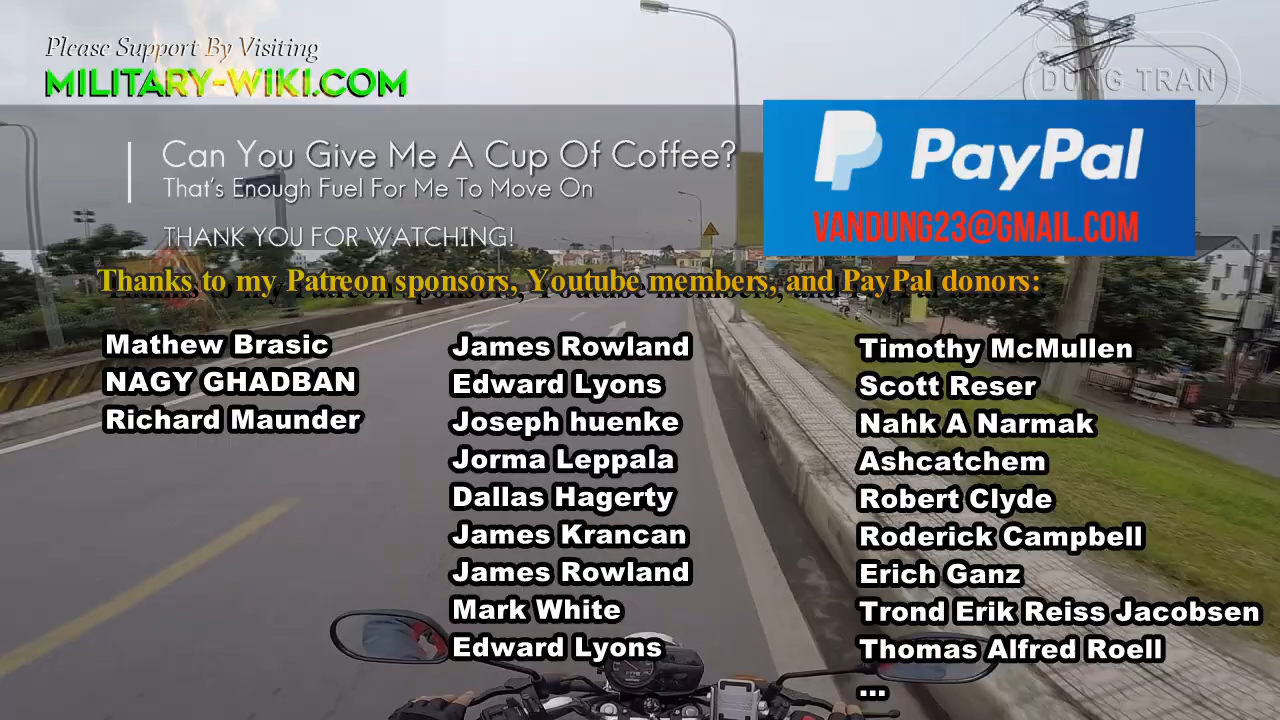 Please Support By Visiting
MILITARY-WIKI.COM
DUNG TRAN
Can You Give Me A Cup Of Coffee?
That's Enough Fuel For Me To Move On
THANK YOU FOR WATCHING!
PayPal
VANDUNG23@GMAIL.COM
Thanks to my Patreon sponsors, Youtube members, and PayPal donors:
Mathew Brasic
NAGY GHADBAN
Richard Maunder
James Rowland
Edward Lyons
Joseph huenke
Jorma Leppala
Dallas Hagerty
James Krancan
James Rowland
Mark White
Edward Lyons
Timothy McMullen
Scott Reser
Nahk A Narmak
Ashcatchem
Robert Clyde
Roderick Campbell
Erich Ganz
Trond Erik Reiss Jacobsen
Thomas Alfred Roell
...